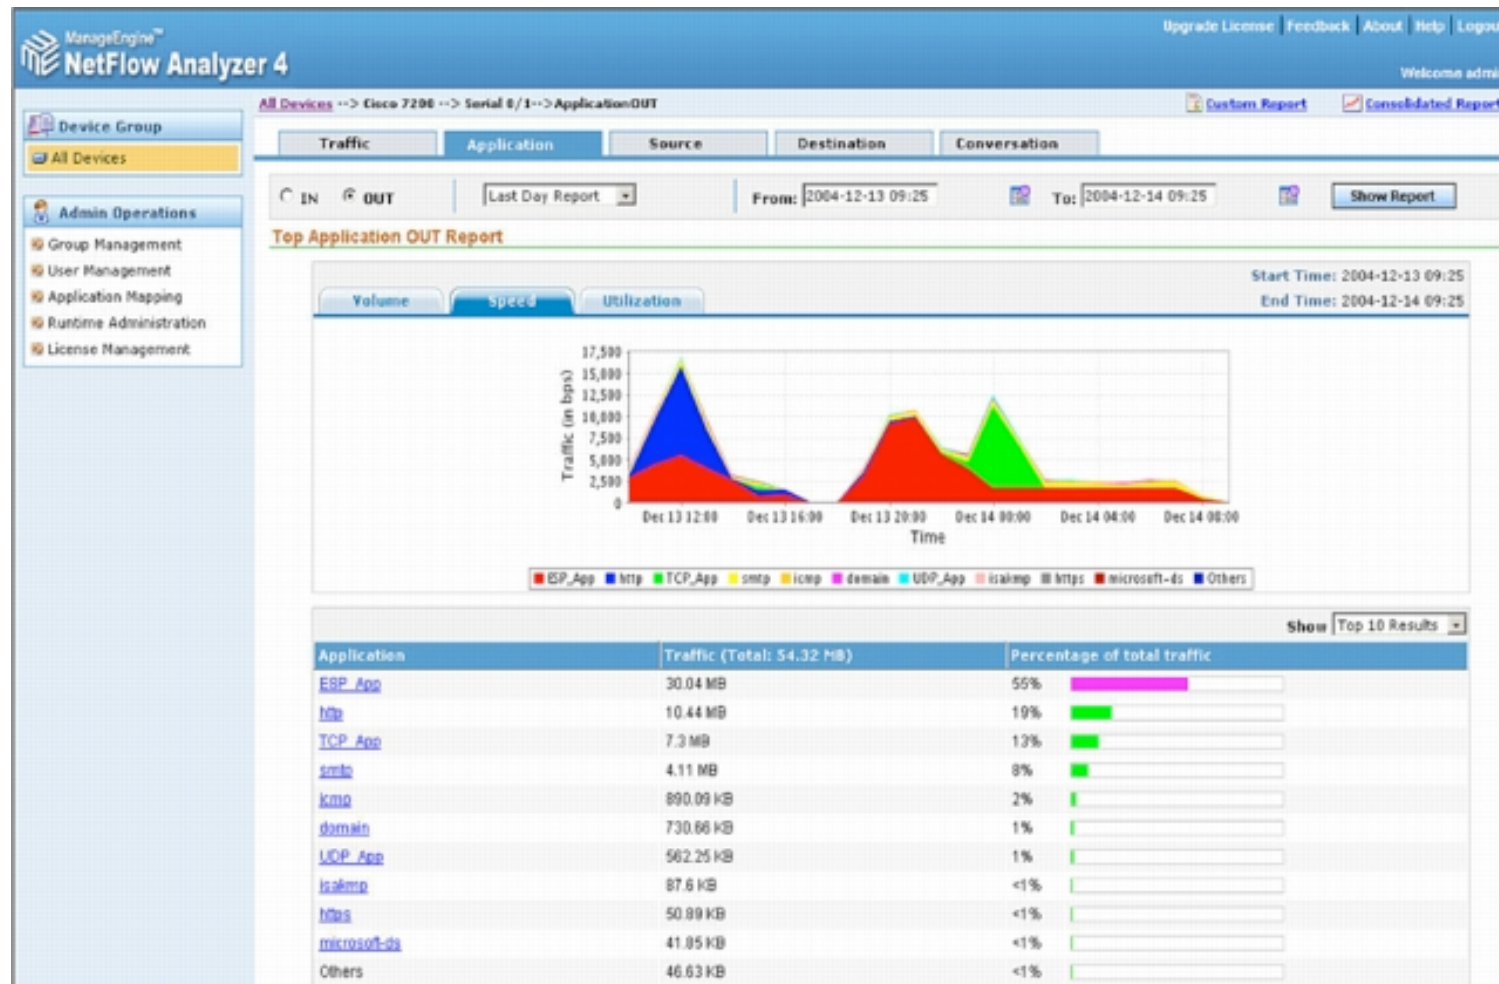 Upgrade License | Feedback | About | Help | Logou
ManageEngine™
NetFlow Analyzer 4
Welcome admi
All Devices --> Cisco 7200 --> Serial 0/1-->ApplicationOUT
Custom Report
Consolidated Report
Device Group
All Devices
Admin Operations
Group Management
User Management
Application Mapping
Runtime Administration
License Management
Traffic
Application
Source
Destination
Conversation
IN
OUT
Last Day Report
From: 2004-12-13 09:25
To: 2004-12-14 09:25
Show Report
Top Application OUT Report
Start Time: 2004-12-13 09:25
End Time: 2004-12-14 09:25
Volume
Speed
Utilization
Traffic (in bps)
17,500
15,000
12,500
10,000
7,500
5,000
2,500
0
Dec 13 12:00
Dec 13 16:00
Dec 13 20:00
Dec 14 00:00
Dec 14 04:00
Dec 14 08:00
Time
ESP_App http TCP_App smtp icmp domain UDP_App isakmp https microsoft-ds Others
Show Top 10 Results
Application Traffic (Total: 54.32 MB) Percentage of total traffic
ESP_App 30.04 MB 55%
http 10.44 MB 19%
TCP_App 7.3 MB 13%
smtp 4.11 MB 8%
icmp 890.09 KB 2%
domain 730.66 KB 1%
UDP_App 562.25 KB 1%
isakmp 87.6 KB <1%
https 50.89 KB <1%
microsoft-ds 41.85 KB <1%
Others 46.63 KB <1%